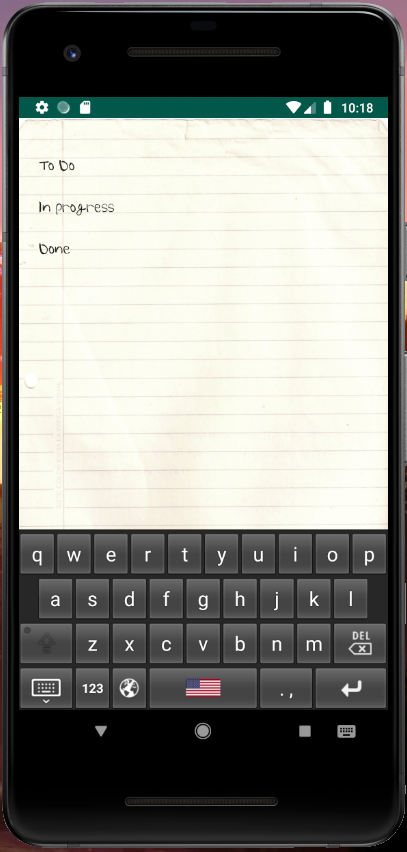 10:18
To Do
In progress
Done
q w e r t y u i o p
a s d f g h j k l
z x c v b n m DEL
123 . ,